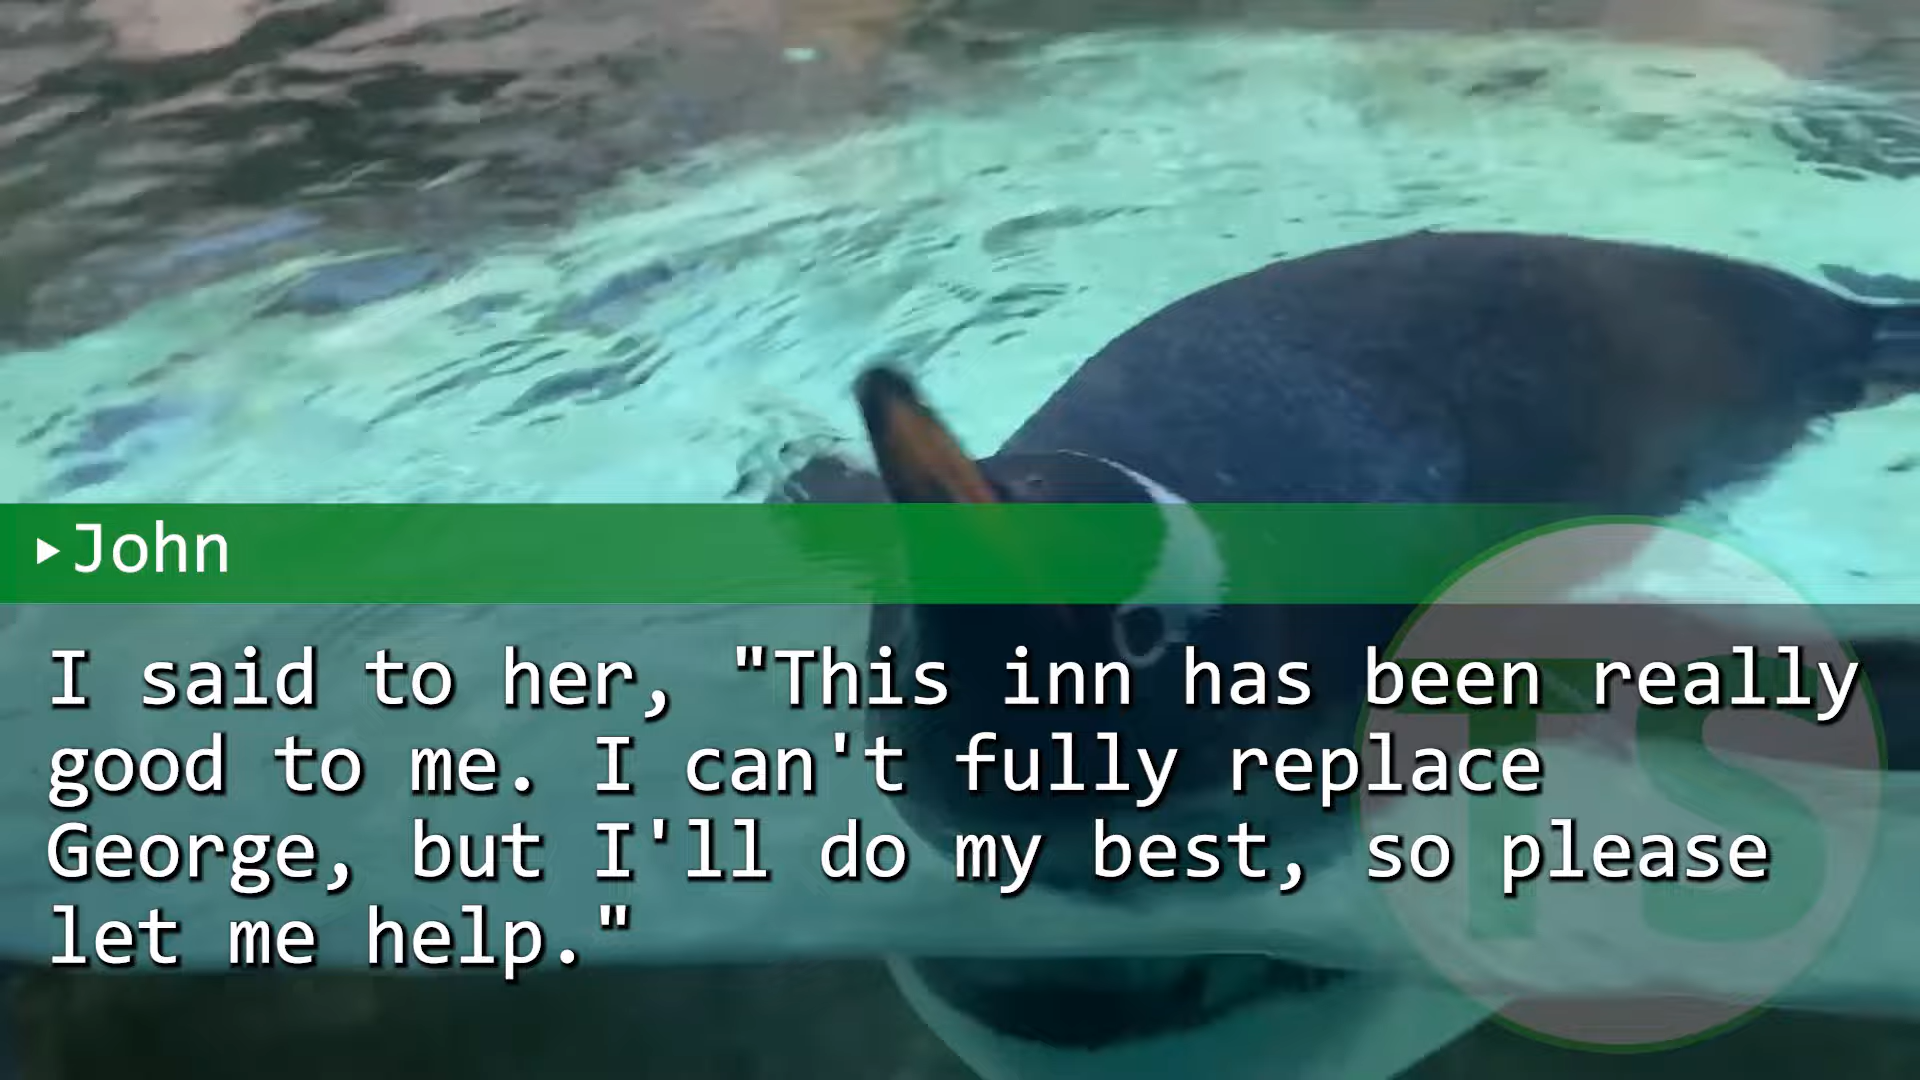 ▶John
I said to her, "This inn has been really
good to me. I can't fully replace
George, but I'll do my best, so please
let me help."
TS